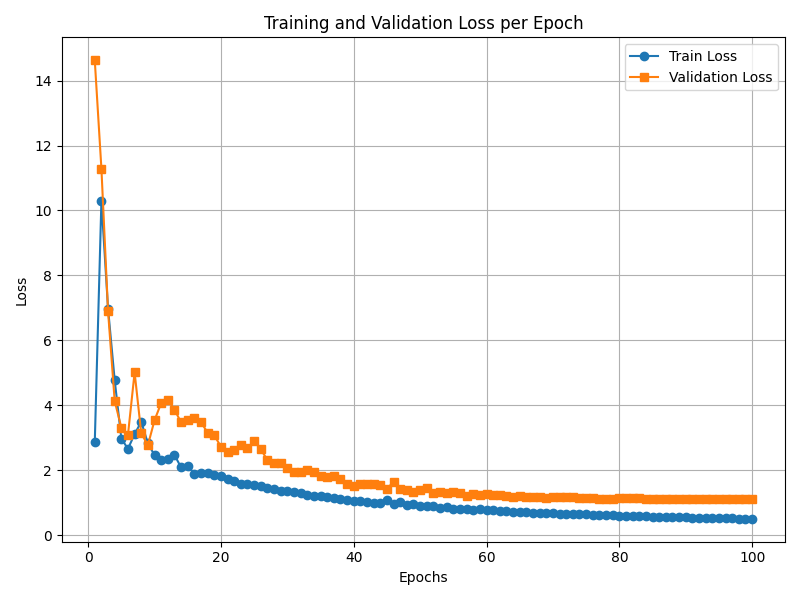 Training and Validation Loss per Epoch
Train Loss
Validation Loss
14
12
10
8
6
4
2
0
Loss
0 20 40 60 80 100
Epochs